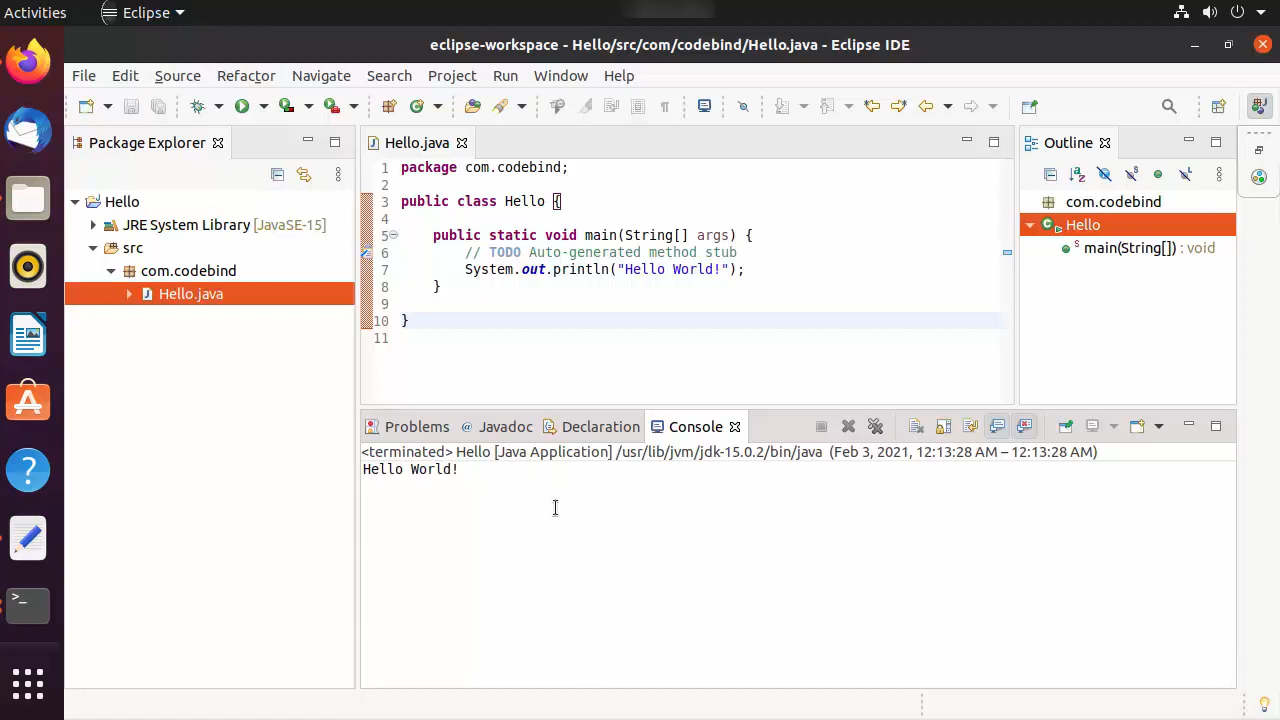 Activities Eclipse
eclipse-workspace - Hello/src/com/codebind/Hello.java - Eclipse IDE
File Edit Source Refactor Navigate Search Project Run Window Help
Package Explorer
Hello
JRE System Library [JavaSE-15]
src
com.codebind
Hello.java
Hello.java
1 package com.codebind;
2
3 public class Hello {
4
5 public static void main(String[] args) {
6 // TODO Auto-generated method stub
7 System.out.println("Hello World!");
8 }
9
10 }
11
Outline
com.codebind
Hello
main(String[]) : void
Problems Javadoc Declaration Console
<terminated> Hello [Java Application] /usr/lib/jvm/jdk-15.0.2/bin/java (Feb 3, 2021, 12:13:28 AM – 12:13:28 AM)
Hello World!